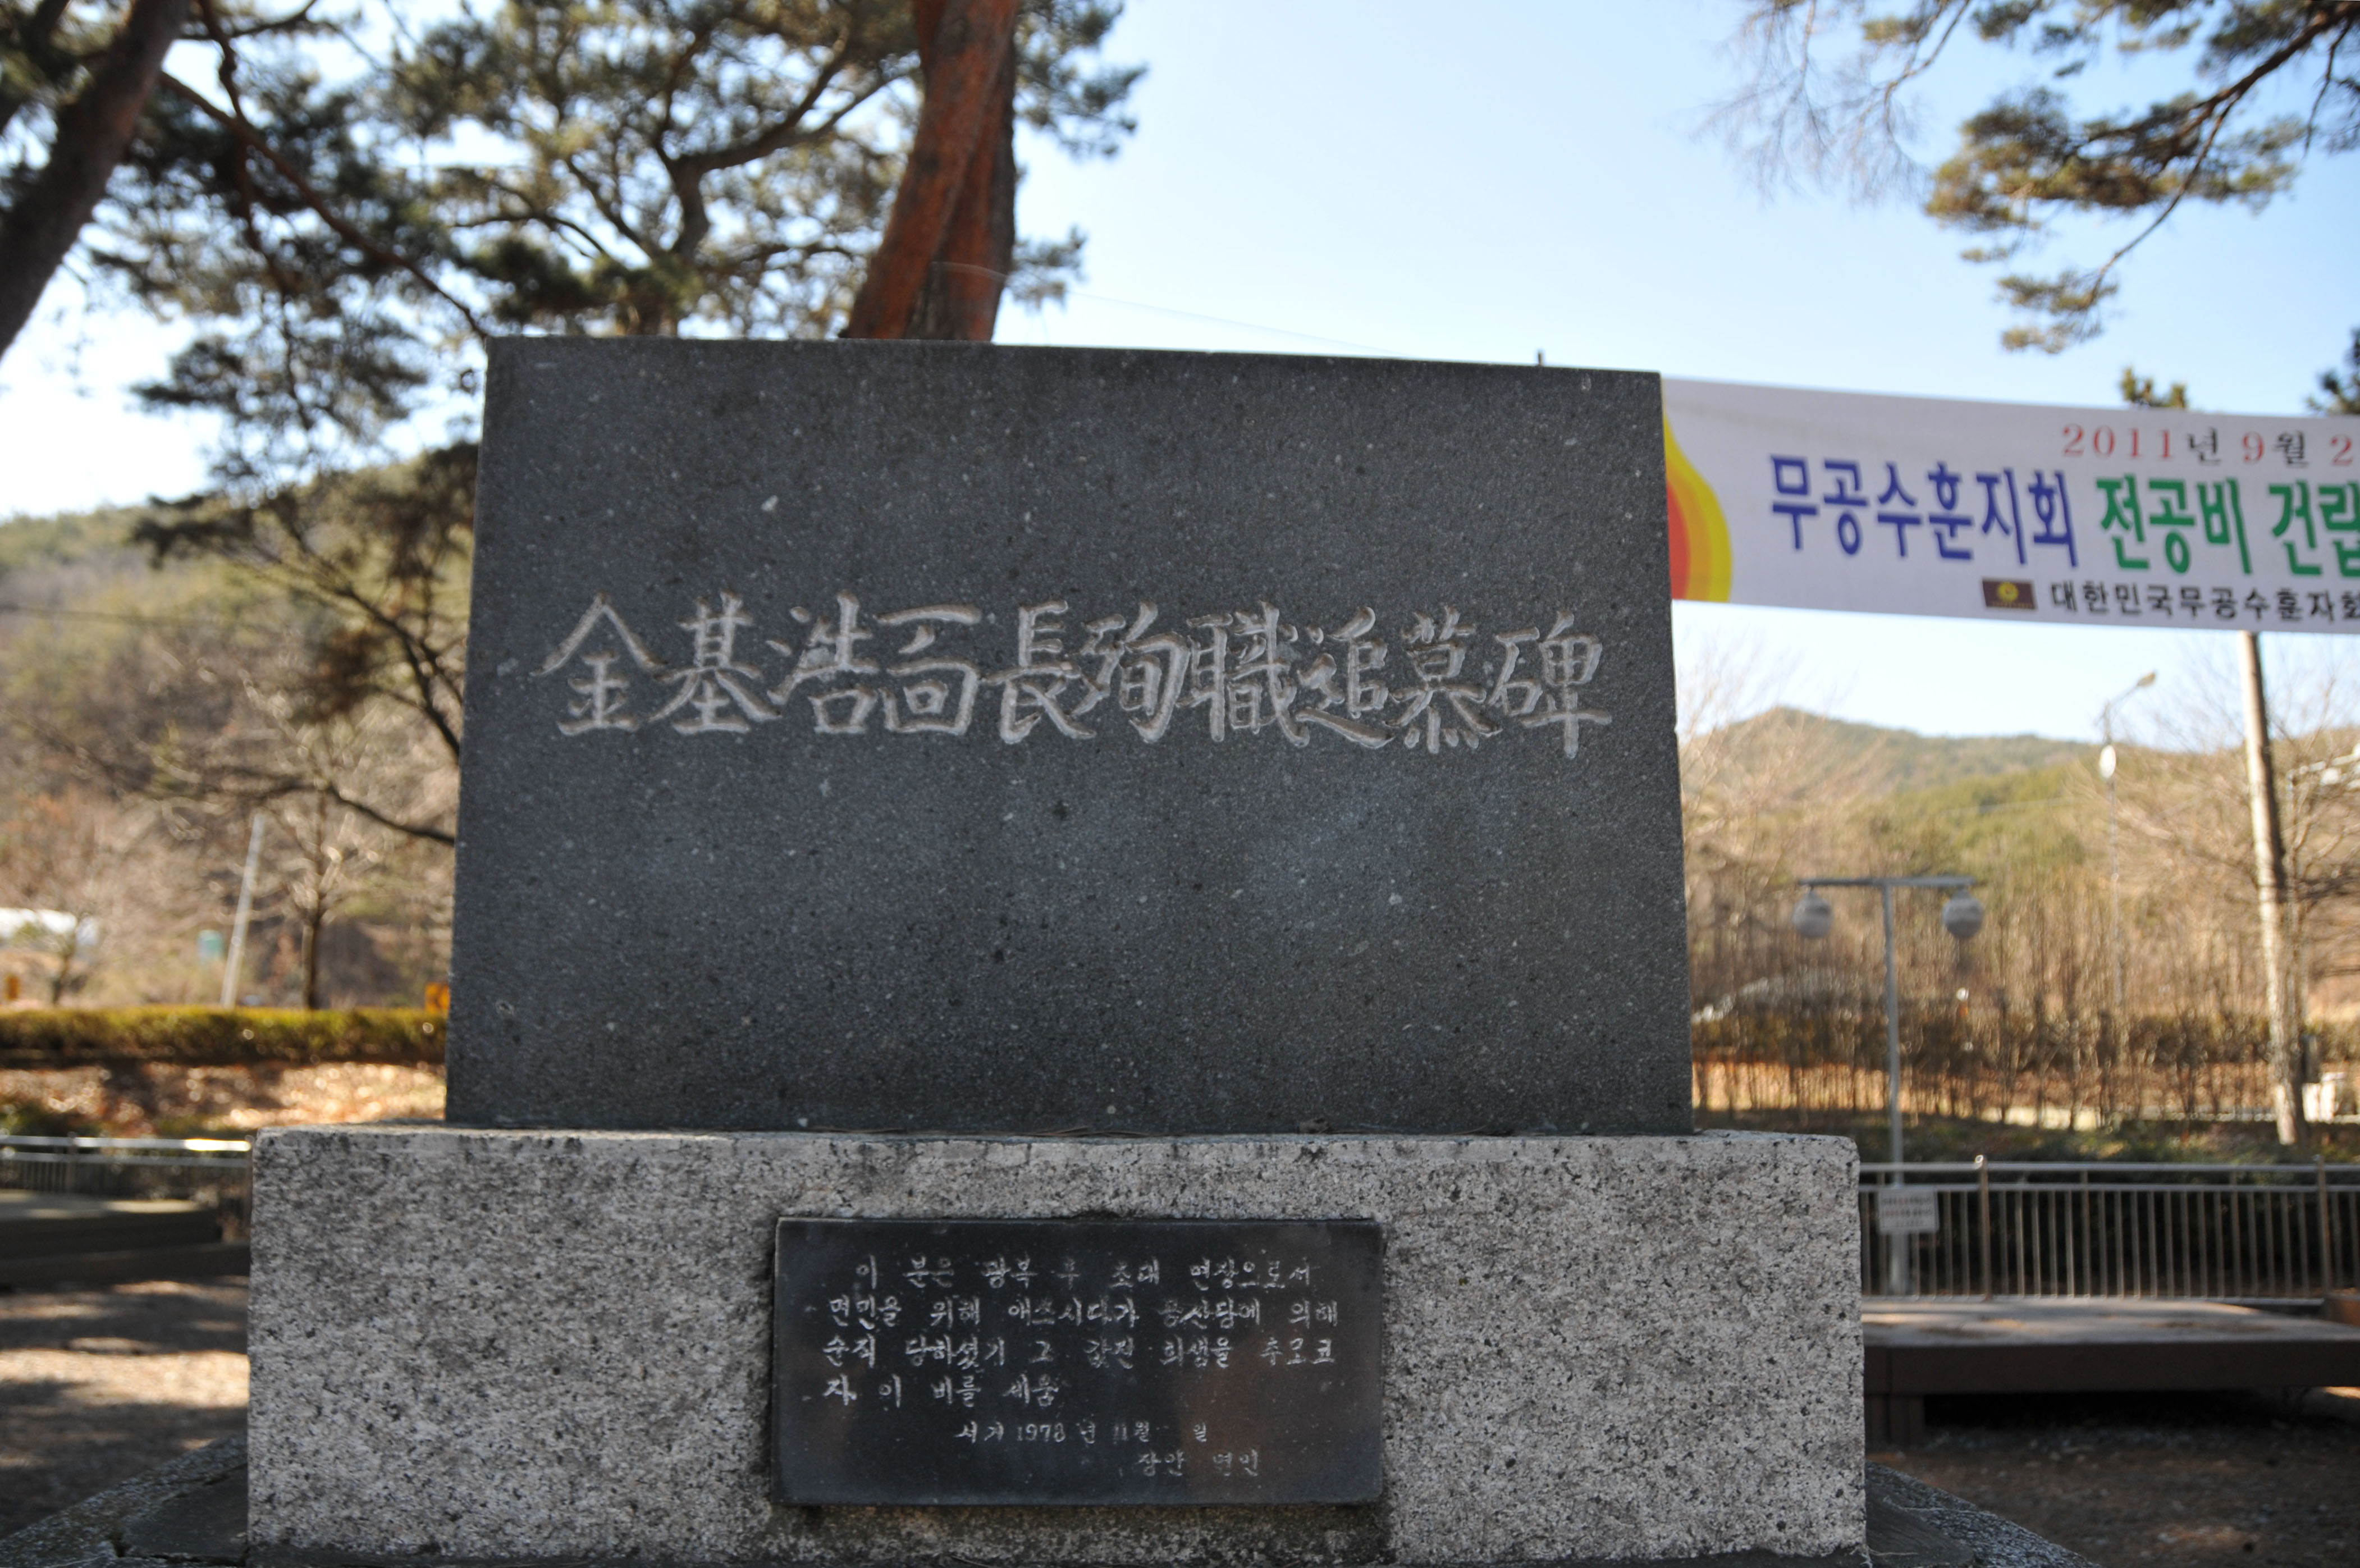 金基浩面長殉職追慕碑
이 분은 광복 후 초대 면장으로서
면민을 위해 애쓰시다가 공산당에 의해
순직 당하셨기 그 값진 희생을 추모코
자 이 비를 세움
서기 1978 년 11월 일
장안 면민
2011년 9월 2
무공수훈지회 전공비 건립
대한민국무공수훈자회